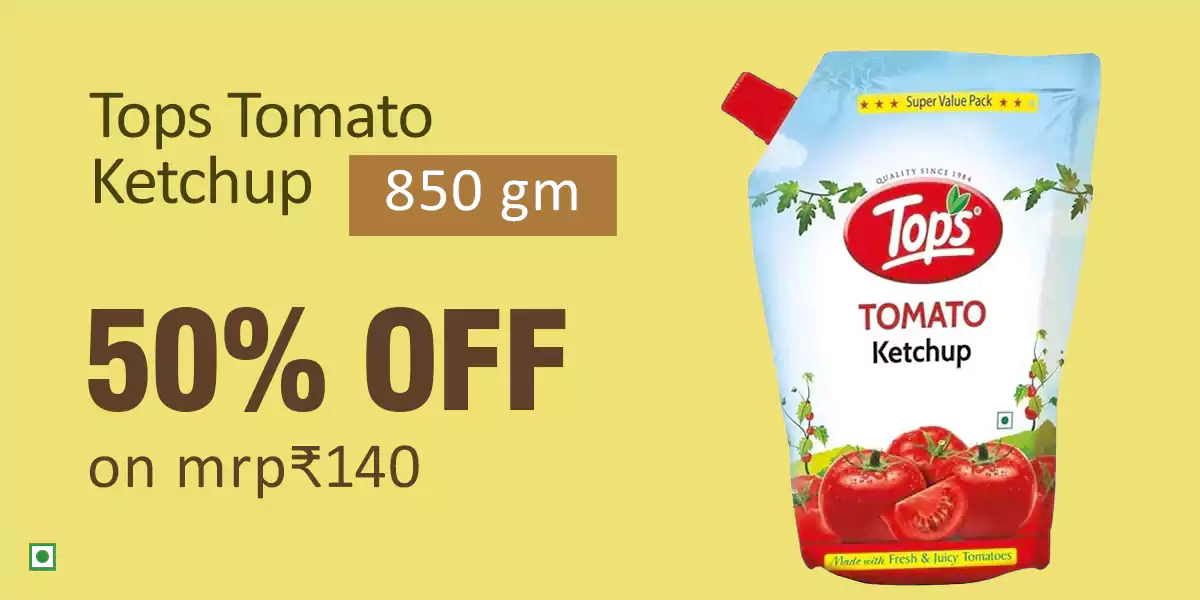 Tops Tomato
Ketchup
850 gm
50% OFF
on mrp₹140
Super Value Pack
QUALITY SINCE 1984
Tops
TOMATO
Ketchup
Made with Fresh & Juicy Tomatoes